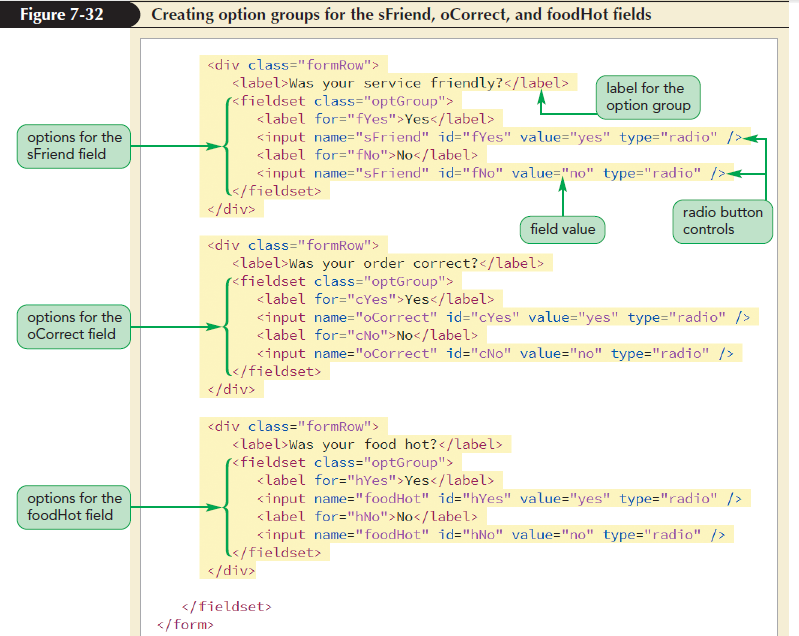 Figure 7-32 Creating option groups for the sFriend, oCorrect, and foodHot fields
<div class="formRow">
<label>Was your service friendly?</label>
label for the
option group
<fieldset class="optGroup">
<label for="fYes">Yes</label>
options for the
sFriend field
<input name="sFriend" id="fYes" value="yes" type="radio" />
<label for="fNo">No</label>
<input name="sFriend" id="fNo" value="no" type="radio" />
</fieldset>
</div>
field value
radio button
controls
<div class="formRow">
<label>Was your order correct?</label>
<fieldset class="optGroup">
<label for="cYes">Yes</label>
options for the
oCorrect field
<input name="oCorrect" id="cYes" value="yes" type="radio" />
<label for="cNo">No</label>
<input name="oCorrect" id="cNo" value="no" type="radio" />
</fieldset>
</div>
<div class="formRow">
<label>Was your food hot?</label>
<fieldset class="optGroup">
<label for="hYes">Yes</label>
options for the
foodHot field
<input name="foodHot" id="hYes" value="yes" type="radio" />
<label for="hNo">No</label>
<input name="foodHot" id="hNo" value="no" type="radio" />
</fieldset>
</div>
</fieldset>
</form>